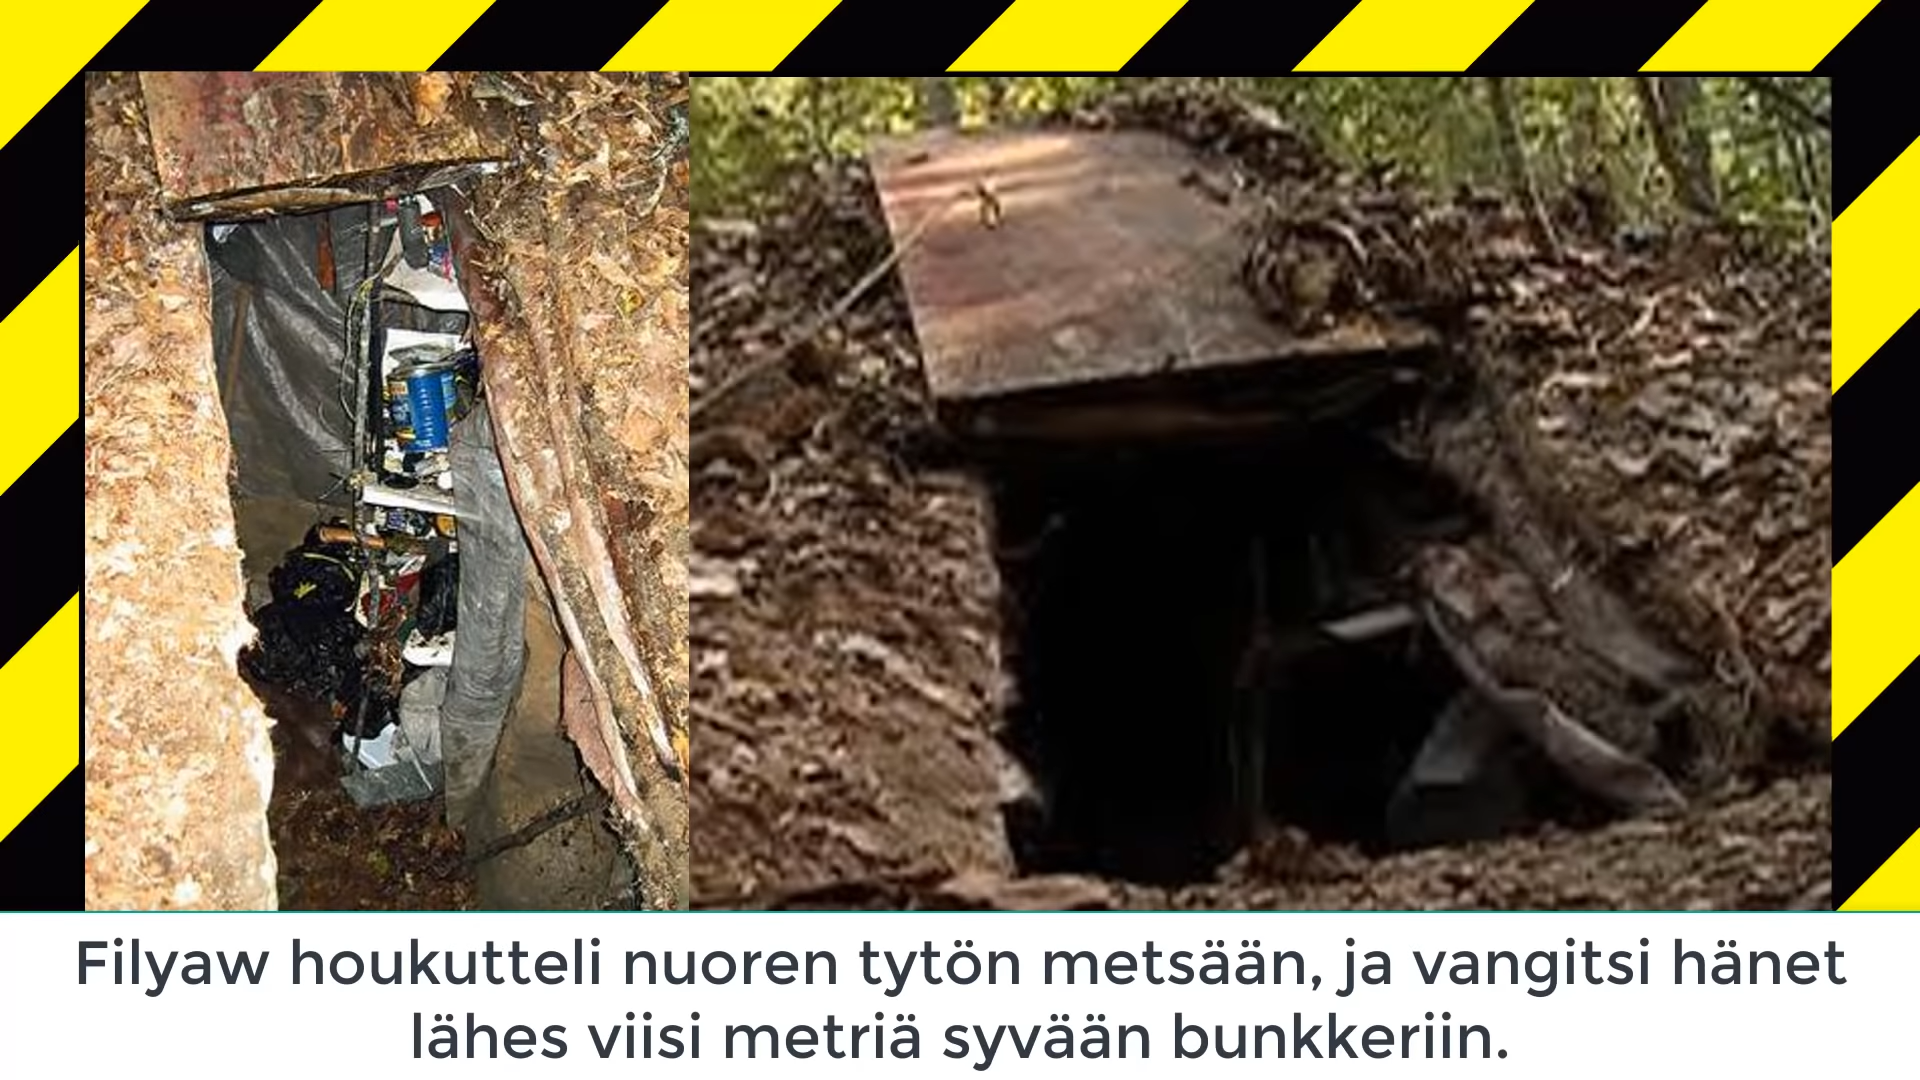 Filyaw houkutteli nuoren tytön metsään, ja vangitsi hänet
lähes viisi metriä syvään bunkkeriin.